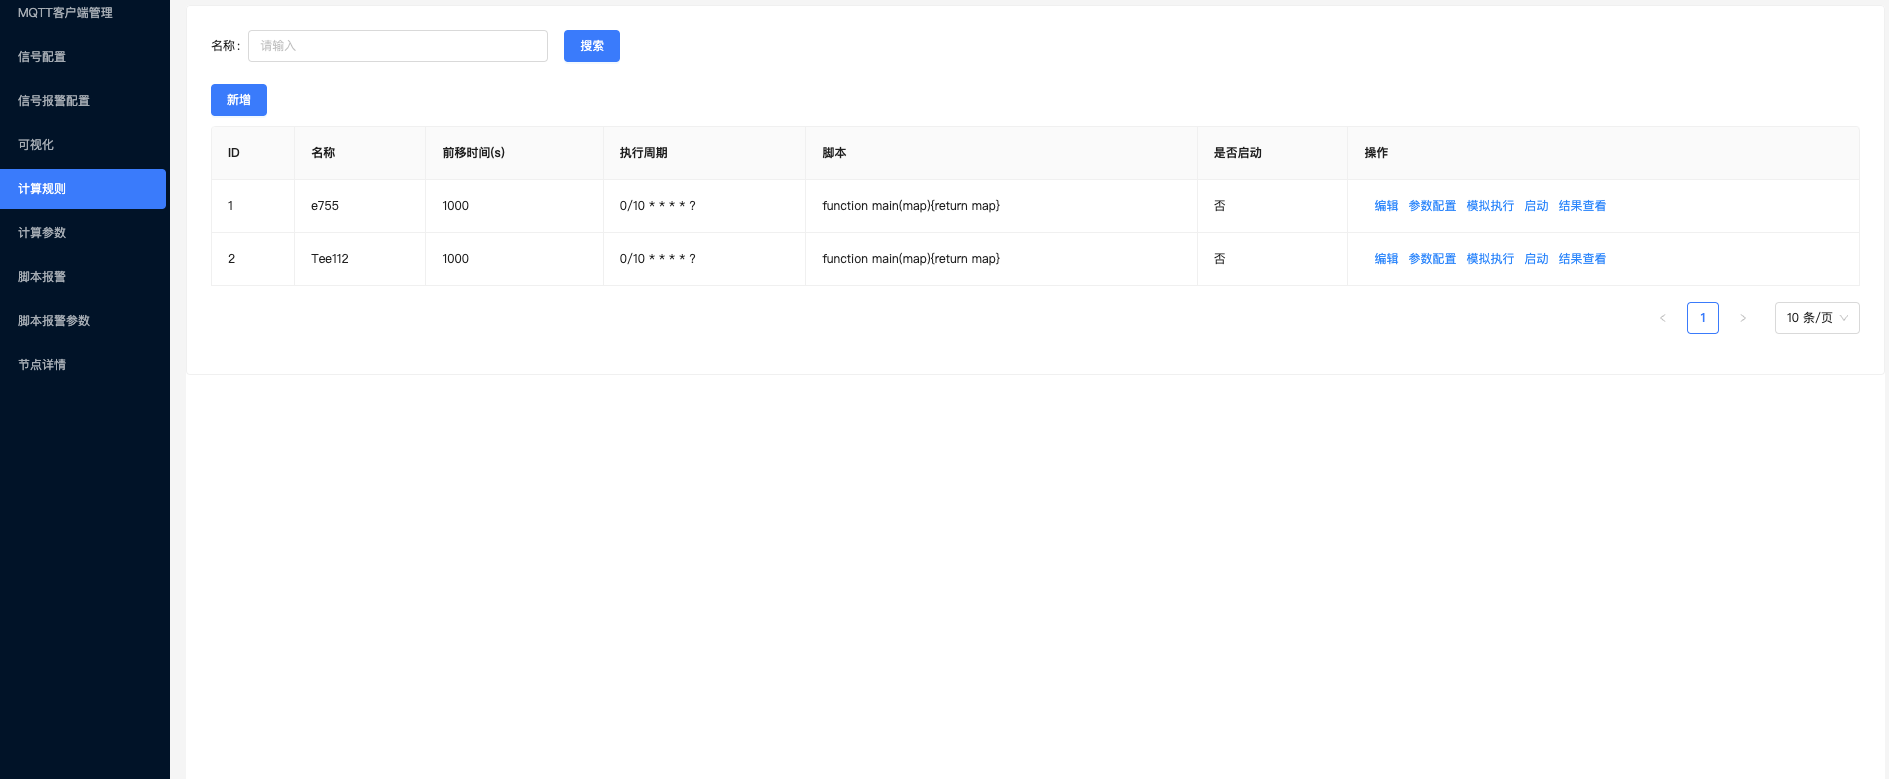 MQTT客户端管理
信号配置
信号报警配置
可视化
计算规则
计算参数
脚本报警
脚本报警参数
节点详情
名称： 请输入 搜索
新增
ID 名称 前移时间(s) 执行周期 脚本 是否启动 操作
1 e755 1000 0/10 * * * * ? function main(map){return map} 否 编辑 参数配置 模拟执行 启动 结果查看
2 Tee112 1000 0/10 * * * * ? function main(map){return map} 否 编辑 参数配置 模拟执行 启动 结果查看
< 1 > 10 条/页